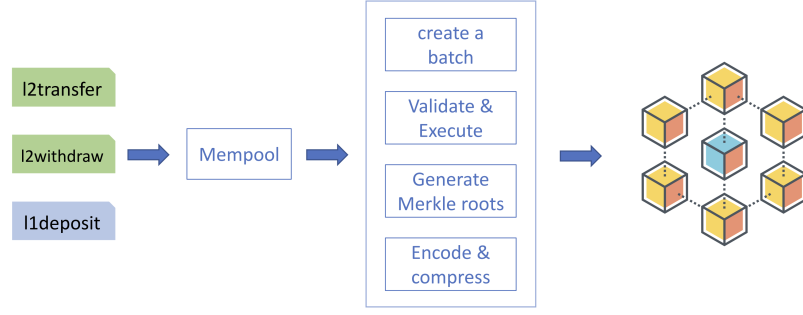 l2transfer
l2withdraw
l1deposit
Mempool
create a
batch
Validate &
Execute
Generate
Merkle roots
Encode &
compress